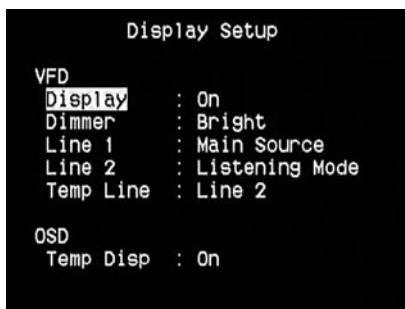 Display Setup
VFD
Display : On
Dimmer : Bright
Line 1 : Main Source
Line 2 : Listening Mode
Temp Line : Line 2
OSD
Temp Disp : On